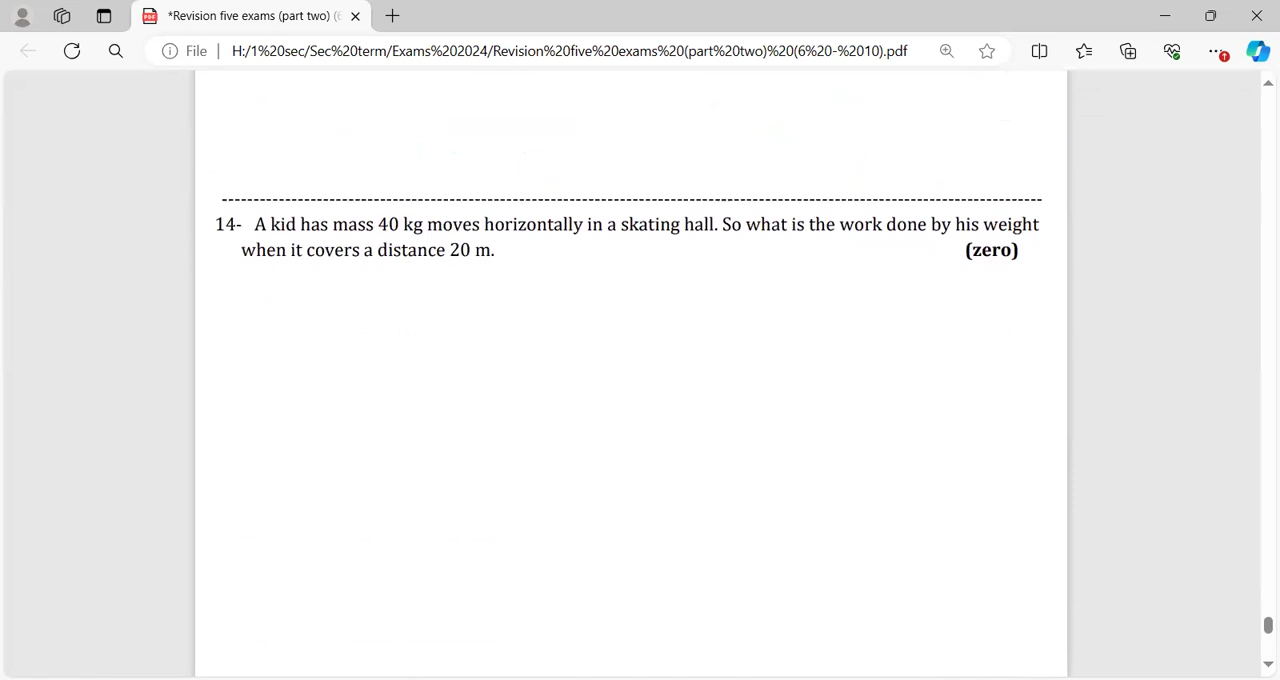 *Revision five exams (part two) (6
File
H:/1%20sec/Sec%20term/Exams%202024/Revision%20five%20exams%20(part%20two)%20(6%20-%2010).pdf
--------------------------------------------------------------------------------------------------------------------------------
14- A kid has mass 40 kg moves horizontally in a skating hall. So what is the work done by his weight
when it covers a distance 20 m. (zero)